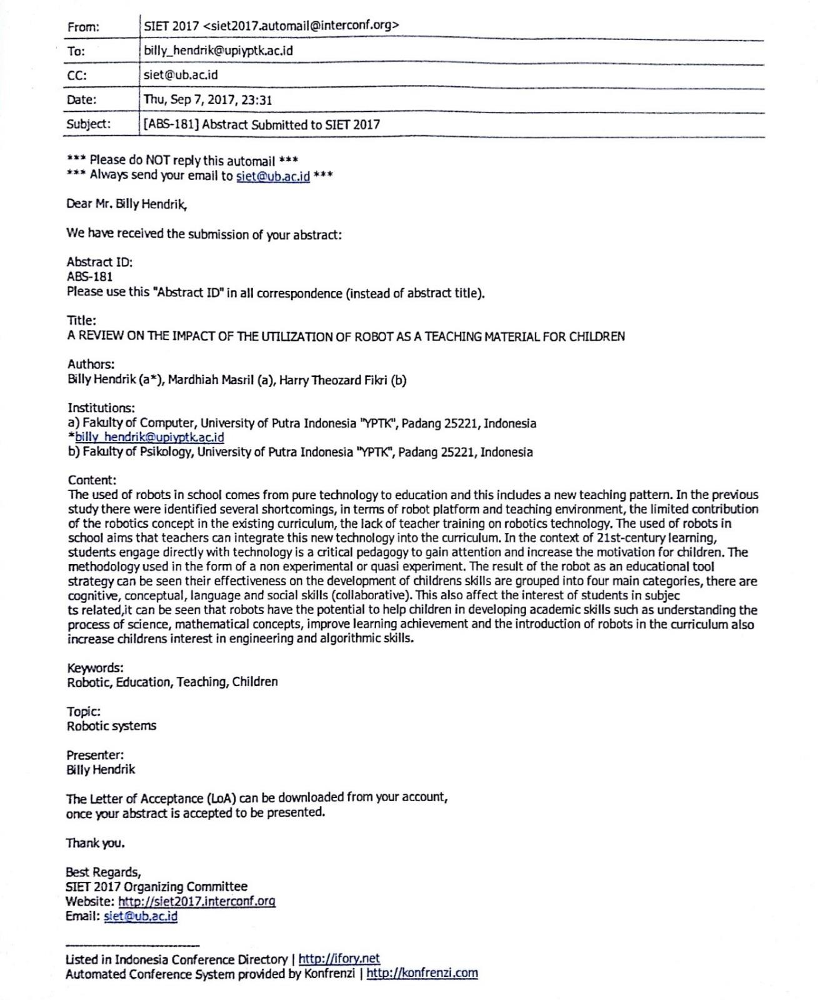 From: SIET 2017 <siet2017.automail@interconf.org>
To: billy_hendrik@upiyptk.ac.id
CC: siet@ub.ac.id
Date: Thu, Sep 7, 2017, 23:31
Subject: [ABS-181] Abstract Submitted to SIET 2017
*** Please do NOT reply this automail ***
*** Always send your email to siet@ub.ac.id ***
Dear Mr. Billy Hendrik,
We have received the submission of your abstract:
Abstract ID:
ABS-181
Please use this "Abstract ID" in all correspondence (instead of abstract title).
Title:
A REVIEW ON THE IMPACT OF THE UTILIZATION OF ROBOT AS A TEACHING MATERIAL FOR CHILDREN
Authors:
Billy Hendrik (a*), Mardhiah Masril (a), Harry Theozard Fikri (b)
Institutions:
a) Fakulty of Computer, University of Putra Indonesia "YPTK", Padang 25221, Indonesia
*billy_hendrik@upiyptk.ac.id
b) Fakulty of Psikology, University of Putra Indonesia "YPTK", Padang 25221, Indonesia
Content:
The used of robots in school comes from pure technology to education and this includes a new teaching pattern. In the previous
study there were identified several shortcomings, in terms of robot platform and teaching environment, the limited contribution
of the robotics concept in the existing curriculum, the lack of teacher training on robotics technology. The used of robots in
school aims that teachers can integrate this new technology into the curriculum. In the context of 21st-century learning,
students engage directly with technology is a critical pedagogy to gain attention and increase the motivation for children. The
methodology used in the form of a non experimental or quasi experiment. The result of the robot as an educational tool
strategy can be seen their effectiveness on the development of childrens skills are grouped into four main categories, there are
cognitive, conceptual, language and social skills (collaborative). This also affect the interest of students in subjec
ts related,it can be seen that robots have the potential to help children in developing academic skills such as understanding the
process of science, mathematical concepts, improve learning achievement and the introduction of robots in the curriculum also
increase childrens interest in engineering and algorithmic skills.
Keywords:
Robotic, Education, Teaching, Children
Topic:
Robotic systems
Presenter:
Billy Hendrik
The Letter of Acceptance (LoA) can be downloaded from your account,
once your abstract is accepted to be presented.
Thank you.
Best Regards,
SIET 2017 Organizing Committee
Website: http://siet2017.interconf.org
Email: siet@ub.ac.id
Listed in Indonesia Conference Directory | http://ifory.net
Automated Conference System provided by Konfrenzi | http://konfrenzi.com